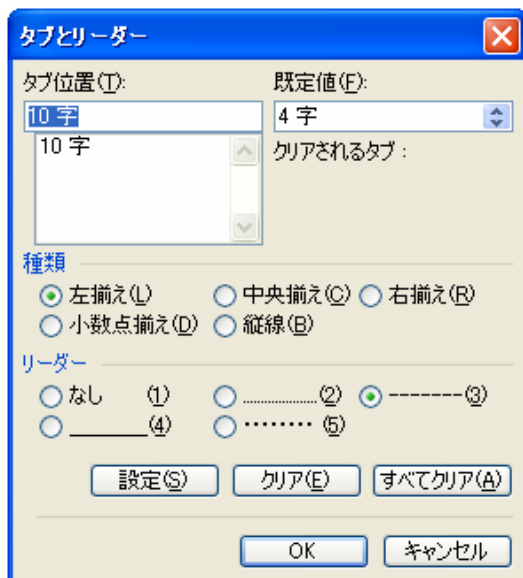 タブとリーダー
タブ位置(T): 既定値(F):
10 字 4 字
10 字 クリアされるタブ :
種類
左揃え(L) 中央揃え(C) 右揃え(R)
小数点揃え(D) 縦線(B)
リーダー
なし (1) ....................(2) -------(3)
________(4) ········ (5)
設定(S) クリア(E) すべてクリア(A)
OK キャンセル